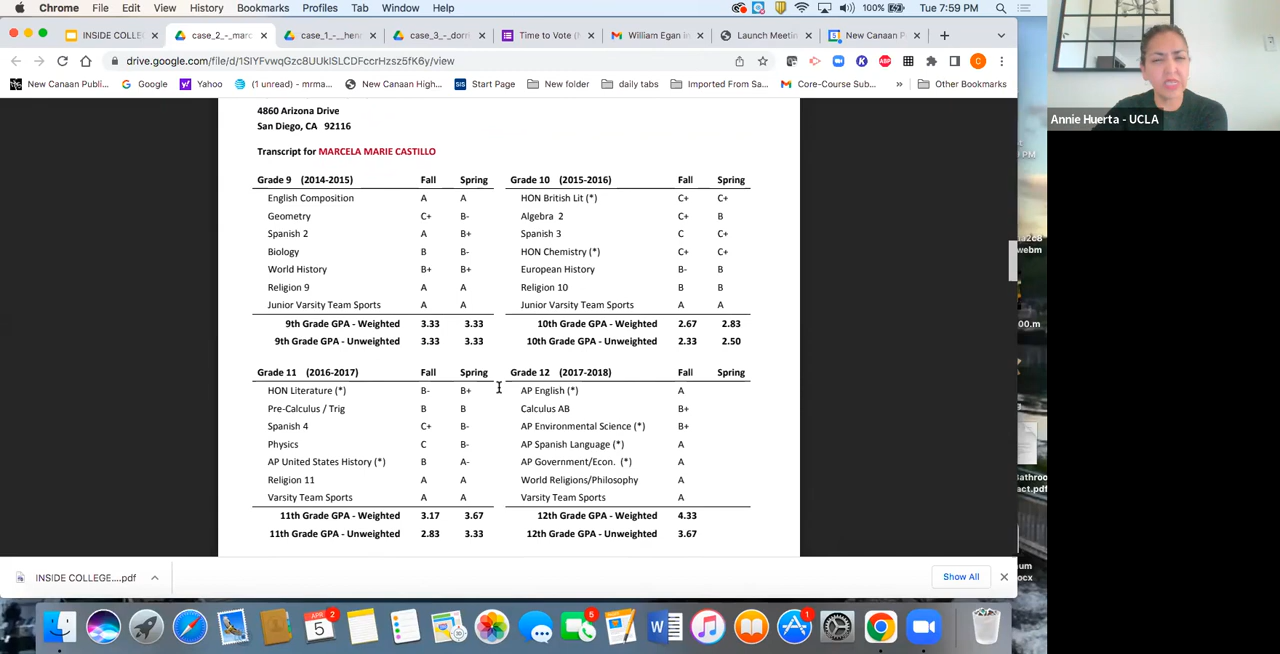 Chrome File Edit View History Bookmarks Profiles Tab Window Help 100% Tue 7:59 PM
INSIDE COLLE case_2_-_marc case_1_-_henr case_3_-_dorri Time to Vote (M William Egan in Launch Meetin New Canaan P
drive.google.com/file/d/1SIYFvwqGzc8UUklSLCDFccrHzsz5fK6y/view
New Canaan Publi... Google Yahoo (1 unread) - mrma... New Canaan High... SIS Start Page New folder daily tabs Imported From Sa... Core-Course Sub... Other Bookmarks
Annie Huerta - UCLA
4860 Arizona Drive
San Diego, CA 92116
Transcript for MARCELA MARIE CASTILLO
Grade 9 (2014-2015) Fall Spring
English Composition A A
Geometry C+ B-
Spanish 2 A B+
Biology B B-
World History B+ B+
Religion 9 A A
Junior Varsity Team Sports A A
9th Grade GPA - Weighted 3.33 3.33
9th Grade GPA - Unweighted 3.33 3.33
Grade 10 (2015-2016) Fall Spring
HON British Lit (*) C+ C+
Algebra 2 C+ B
Spanish 3 C C+
HON Chemistry (*) C+ C+
European History B- B
Religion 10 B B
Junior Varsity Team Sports A A
10th Grade GPA - Weighted 2.67 2.83
10th Grade GPA - Unweighted 2.33 2.50
Grade 11 (2016-2017) Fall Spring
HON Literature (*) B- B+
Pre-Calculus / Trig B B
Spanish 4 C+ B-
Physics C B-
AP United States History (*) B A-
Religion 11 A A
Varsity Team Sports A A
11th Grade GPA - Weighted 3.17 3.67
11th Grade GPA - Unweighted 2.83 3.33
Grade 12 (2017-2018) Fall Spring
AP English (*) A
Calculus AB B+
AP Environmental Science (*) B+
AP Spanish Language (*) A
AP Government/Econ. (*) A
World Religions/Philosophy A
Varsity Team Sports A
12th Grade GPA - Weighted 4.33
12th Grade GPA - Unweighted 3.67
INSIDE COLLEGE....pdf Show All
APR 5
2
5
1